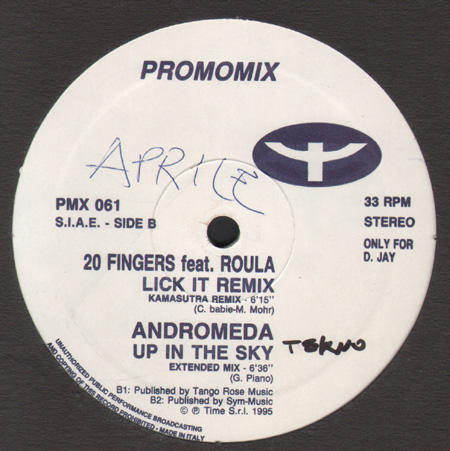 PROMOMIX
APRILE
PMX 061
S.I.A.E. - SIDE B
33 RPM
STEREO
ONLY FOR
D. JAY
20 FINGERS feat. ROULA
LICK IT REMIX
KAMASUTRA REMIX - 6'15"
(C. babie-M. Mohr)
ANDROMEDA
UP IN THE SKY
TEKNO
EXTENDED MIX - 6'36"
(G. Piano)
B1: Published by Tango Rose Music
B2: Published by Sym-Music
© ℗ Time S.r.l. 1995
UNAUTHORIZED PUBLIC PERFORMANCE BROADCASTING
AND COPYING OF THIS RECORD PROHIBITED - MADE IN ITALY